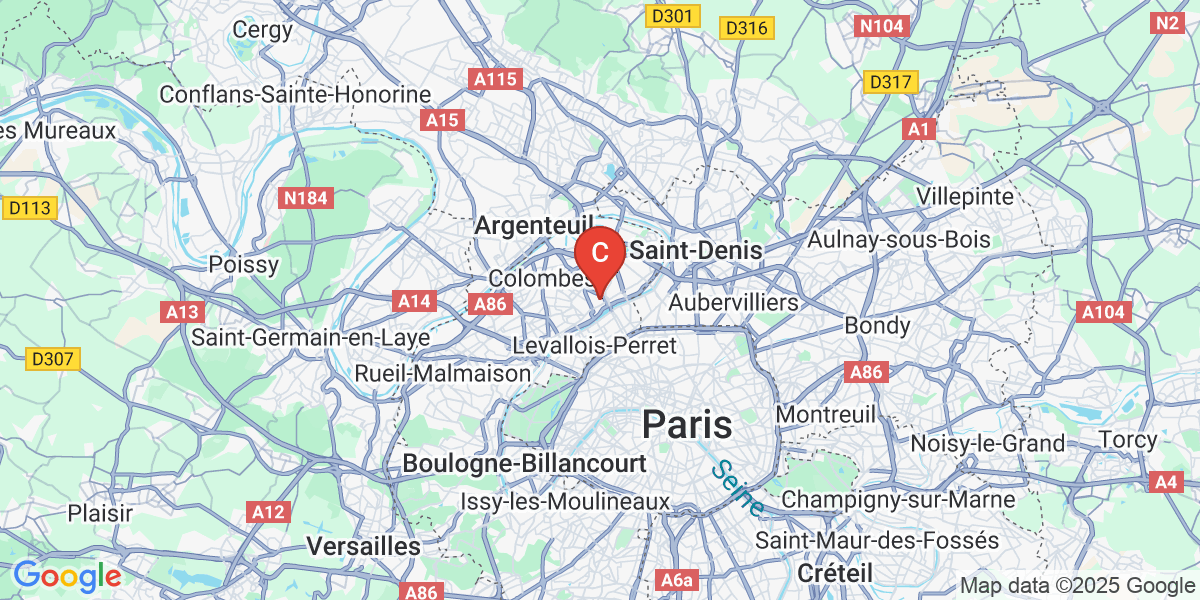 D301
N2
Cergy
D316
N104
A115
D317
Conflans-Sainte-Honorine
A15
A1
es Mureaux
N184
Villepinte
D113
Argenteuil
Saint-Denis
Aulnay-sous-Bois
C
Poissy
Colombes
A14
A86
Aubervilliers
A13
A104
Bondy
Saint-Germain-en-Laye
Levallois-Perret
D307
Rueil-Malmaison
A86
Montreuil
Paris
Noisy-le-Grand
Torcy
Boulogne-Billancourt
Seine
A4
Issy-les-Moulineaux
Champigny-sur-Marne
Plaisir
A12
Saint-Maur-des-Fossés
Versailles
Créteil
Google
A6a
A86
Map data ©2025 Google